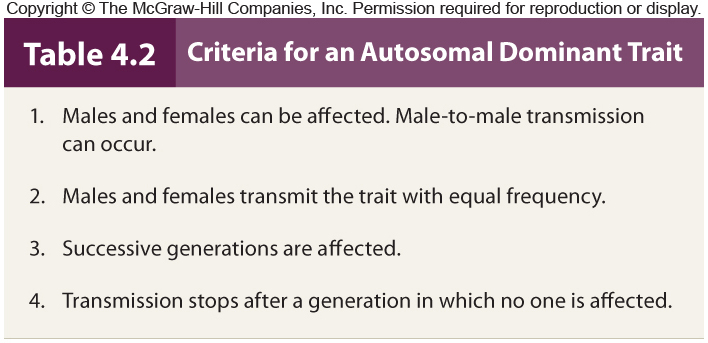 Copyright © The McGraw-Hill Companies, Inc. Permission required for reproduction or display.
Table 4.2 Criteria for an Autosomal Dominant Trait
1. Males and females can be affected. Male-to-male transmission
can occur.
2. Males and females transmit the trait with equal frequency.
3. Successive generations are affected.
4. Transmission stops after a generation in which no one is affected.